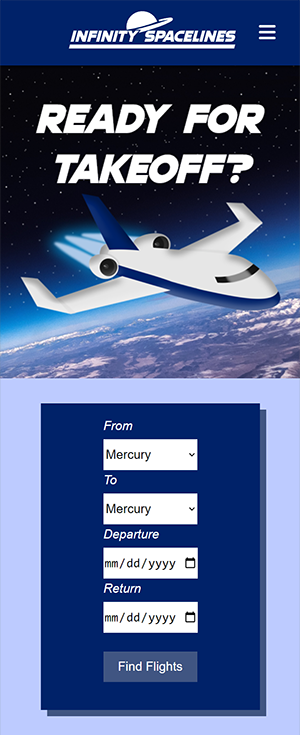 INFINITY SPACELINES
READY FOR
TAKEOFF?
From
Mercury
To
Mercury
Departure
mm/dd/yyyy
Return
mm/dd/yyyy
Find Flights